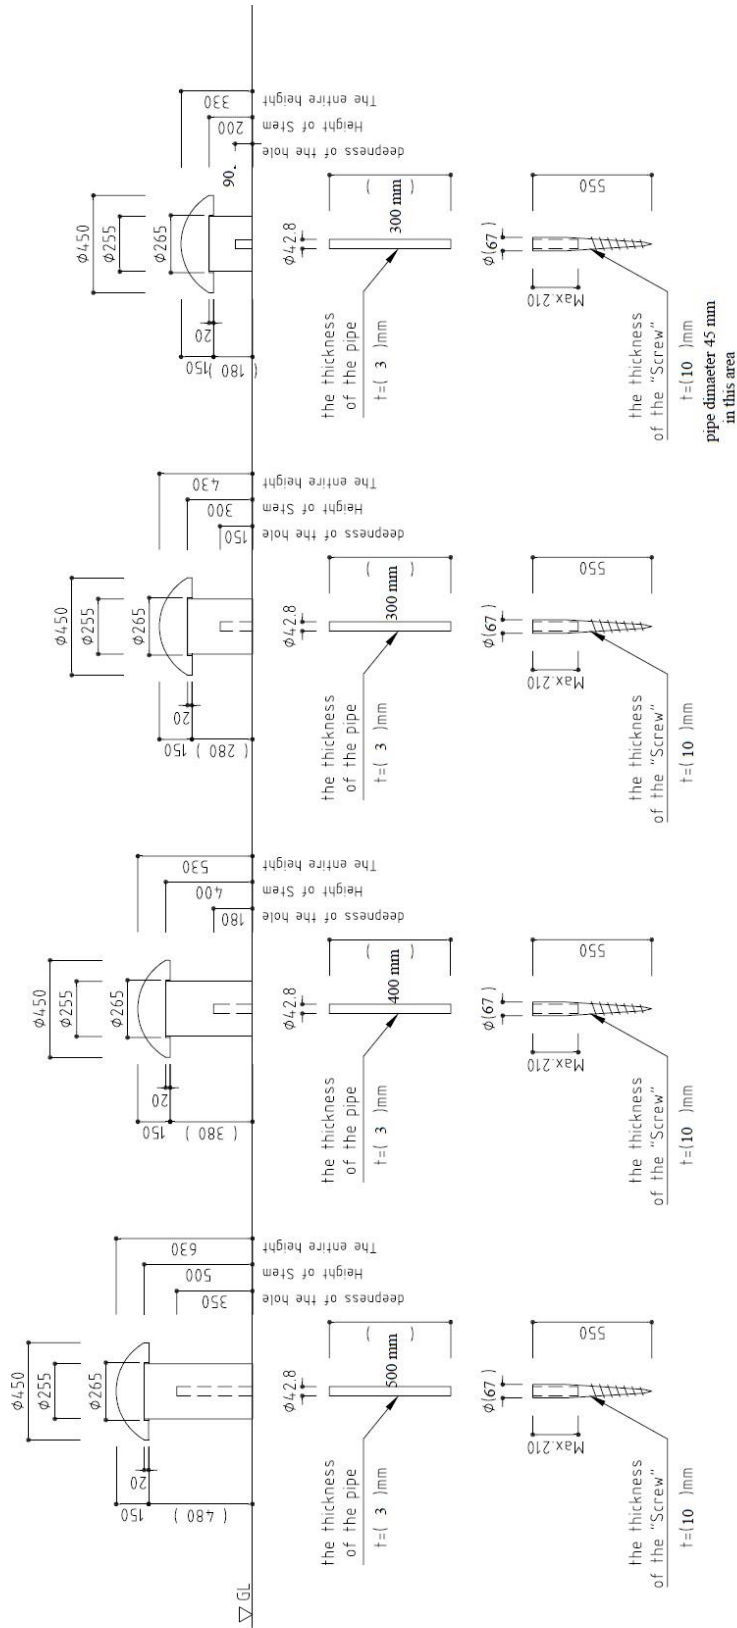 330 The entire height
200 Height of Stem
90. deepness of the hole
Φ450
Φ255
Φ265
20
150
( 180 )
Φ42.8
( 300 mm )
the thickness
of the pipe
t=( 3 )mm
Φ(67 )
550
Max.210
the thickness
of the "Screw"
t=(10 )mm
pipe dimaeter 45 mm
in this area
430 The entire height
300 Height of Stem
150 deepness of the hole
Φ450
Φ255
Φ265
20
150
( 280 )
Φ42.8
( 300 mm )
the thickness
of the pipe
t=( 3 )mm
Φ(67 )
550
Max.210
the thickness
of the "Screw"
t=(10 )mm
530 The entire height
400 Height of Stem
180 deepness of the hole
Φ450
Φ255
Φ265
20
150
( 380 )
Φ42.8
( 400 mm )
the thickness
of the pipe
t=( 3 )mm
Φ(67 )
550
Max.210
the thickness
of the "Screw"
t=(10 )mm
630 The entire height
500 Height of Stem
350 deepness of the hole
Φ450
Φ255
Φ265
20
150
( 480 )
Φ42.8
( 500 mm )
the thickness
of the pipe
t=( 3 )mm
Φ(67 )
550
Max.210
the thickness
of the "Screw"
t=(10 )mm
▽ GL